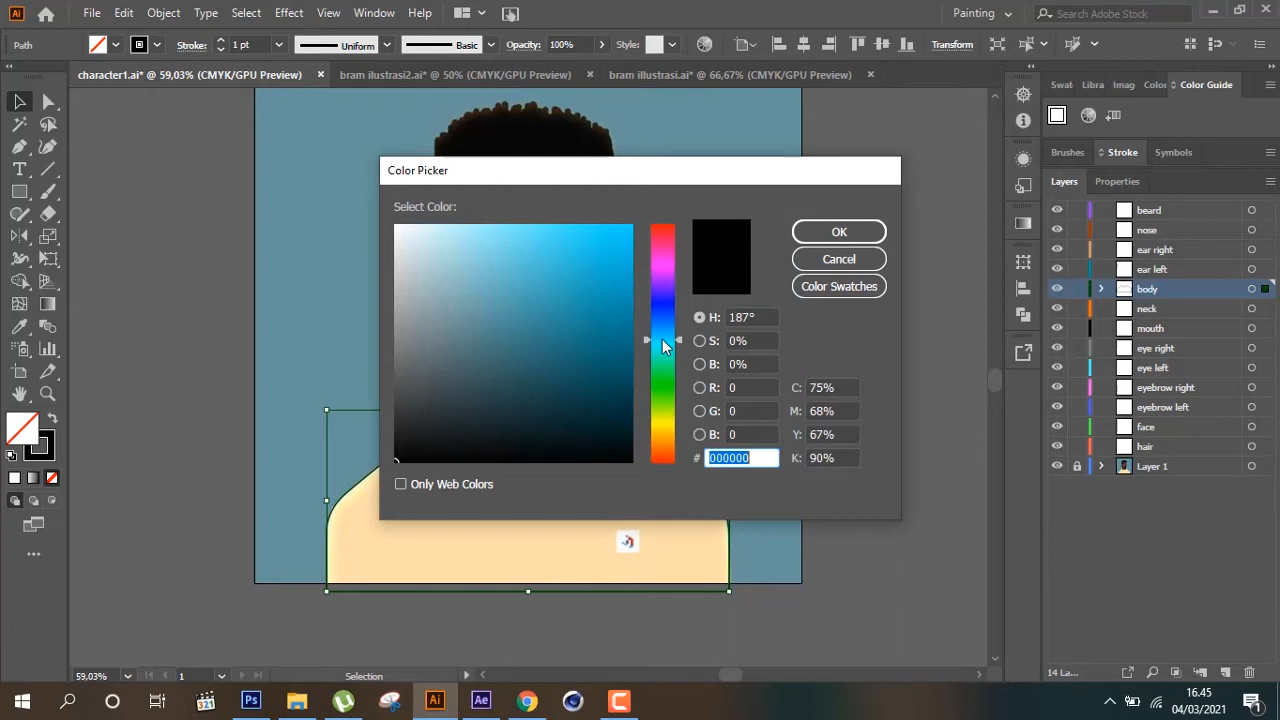 Ai File Edit Object Type Select Effect View Window Help Painting Search Adobe Stock
Path Stroke: 1 pt Uniform Basic Opacity: 100% Style: Transform
character1.ai* @ 59,03% (CMYK/GPU Preview) bram illustrasi2.ai* @ 50% (CMYK/GPU Preview) bram illustrasi.ai* @ 66,67% (CMYK/GPU Preview)
Swat Libra Imag Color Color Guide
Brushes Stroke Symbols
Layers Properties
beard
nose
ear right
ear left
body
neck
mouth
eye right
eye left
eyebrow right
eyebrow left
face
hair
Layer 1
14 La...
Color Picker
Select Color:
OK
Cancel
Color Swatches
H: 187°
S: 0%
B: 0%
R: 0 C: 75%
G: 0 M: 68%
B: 0 Y: 67%
# 000000 K: 90%
Only Web Colors
59,03% 1 Selection
Ps Ai Ae
16.45
04/03/2021
1